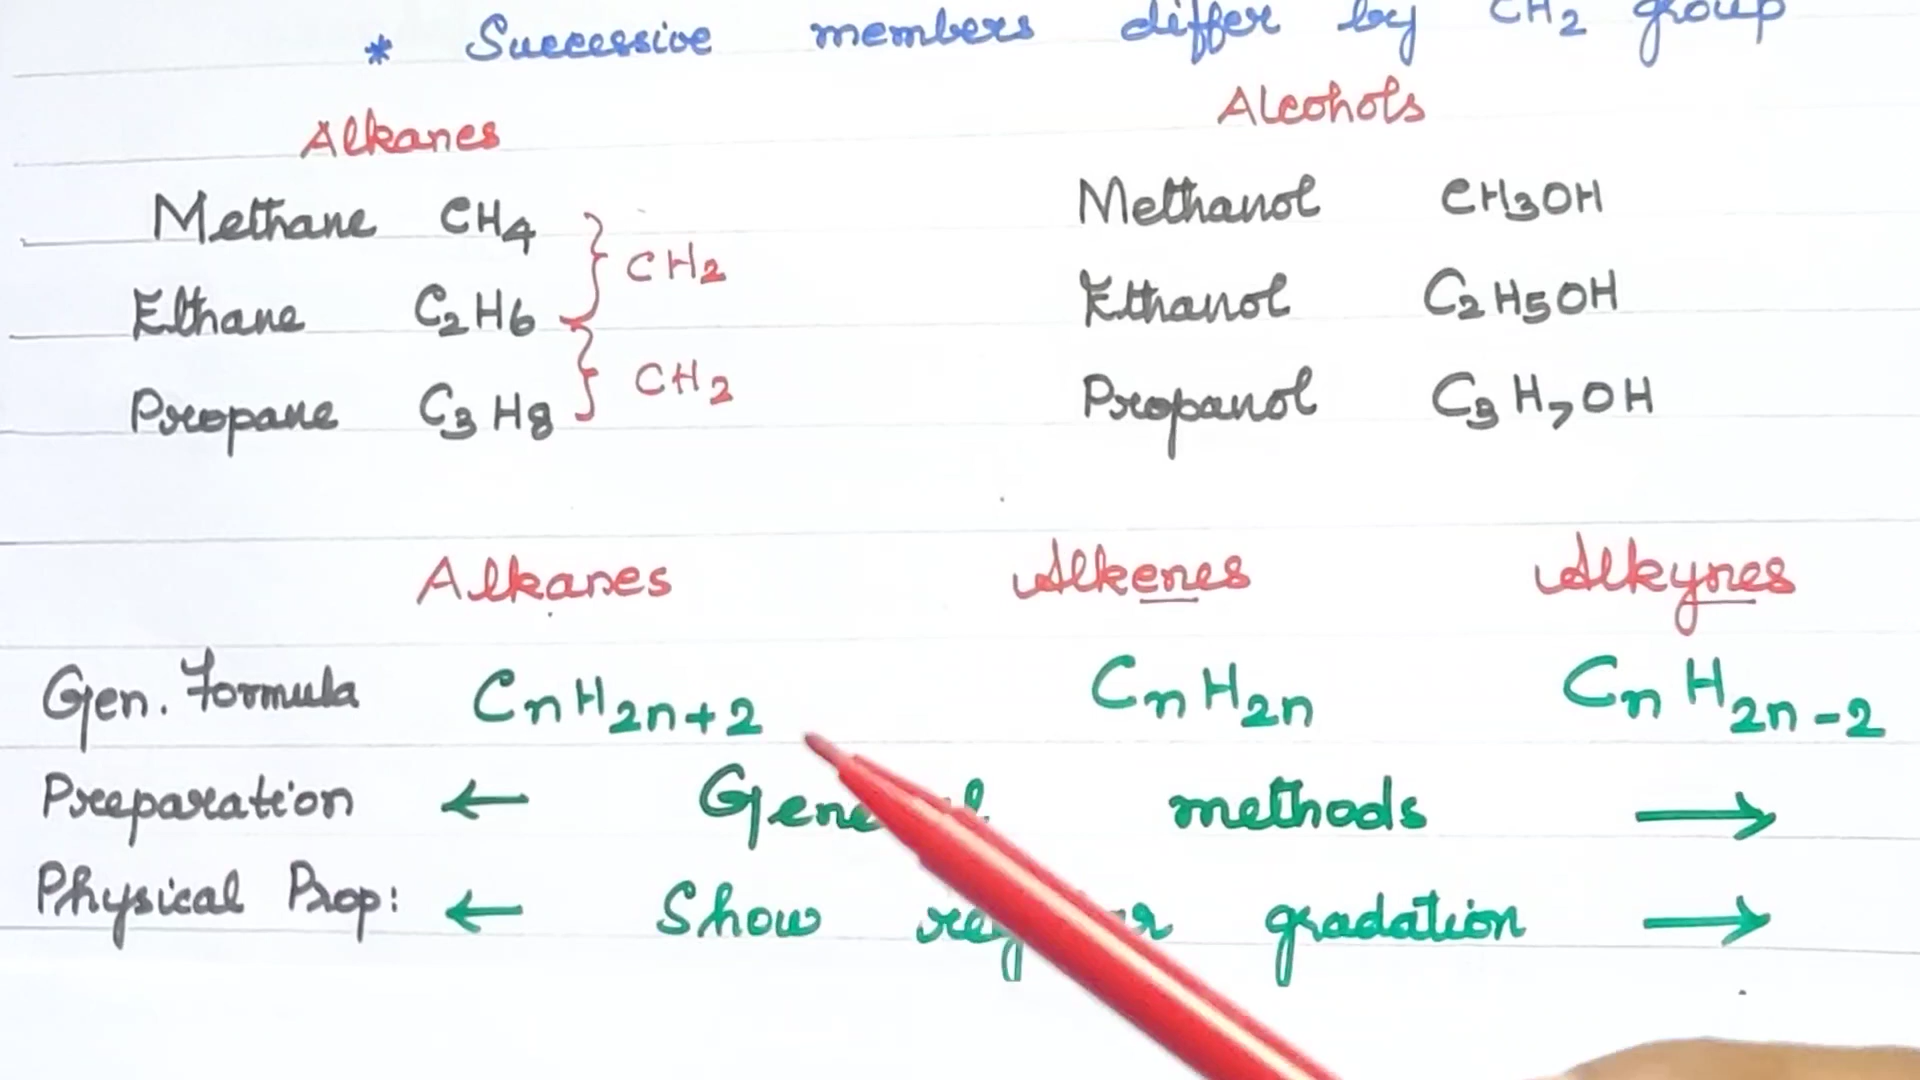 * Successive members differ by CH2 group
Alkanes Alcohols
Methane CH4 } CH2 Methanol CH3OH
Ethane C2H6 } CH2 Ethanol C2H5OH
Propane C3H8 Propanol C3H7OH
Alkanes Alkenes Alkynes
Gen. Formula CnH2n+2 CnH2n CnH2n-2
Preparation ← General methods →
Physical Prop: ← Show regular gradation →